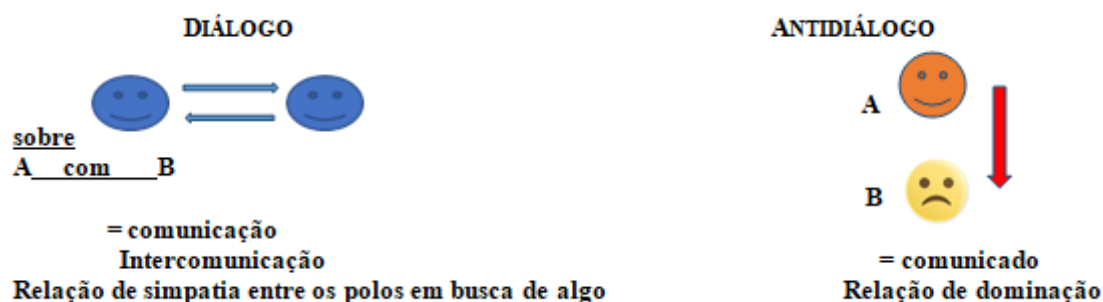 DIÁLOGO
sobre
A__com___B
= comunicação
Intercomunicação
Relação de simpatia entre os polos em busca de algo
ANTIDIÁLOGO
A
B
= comunicado
Relação de dominação